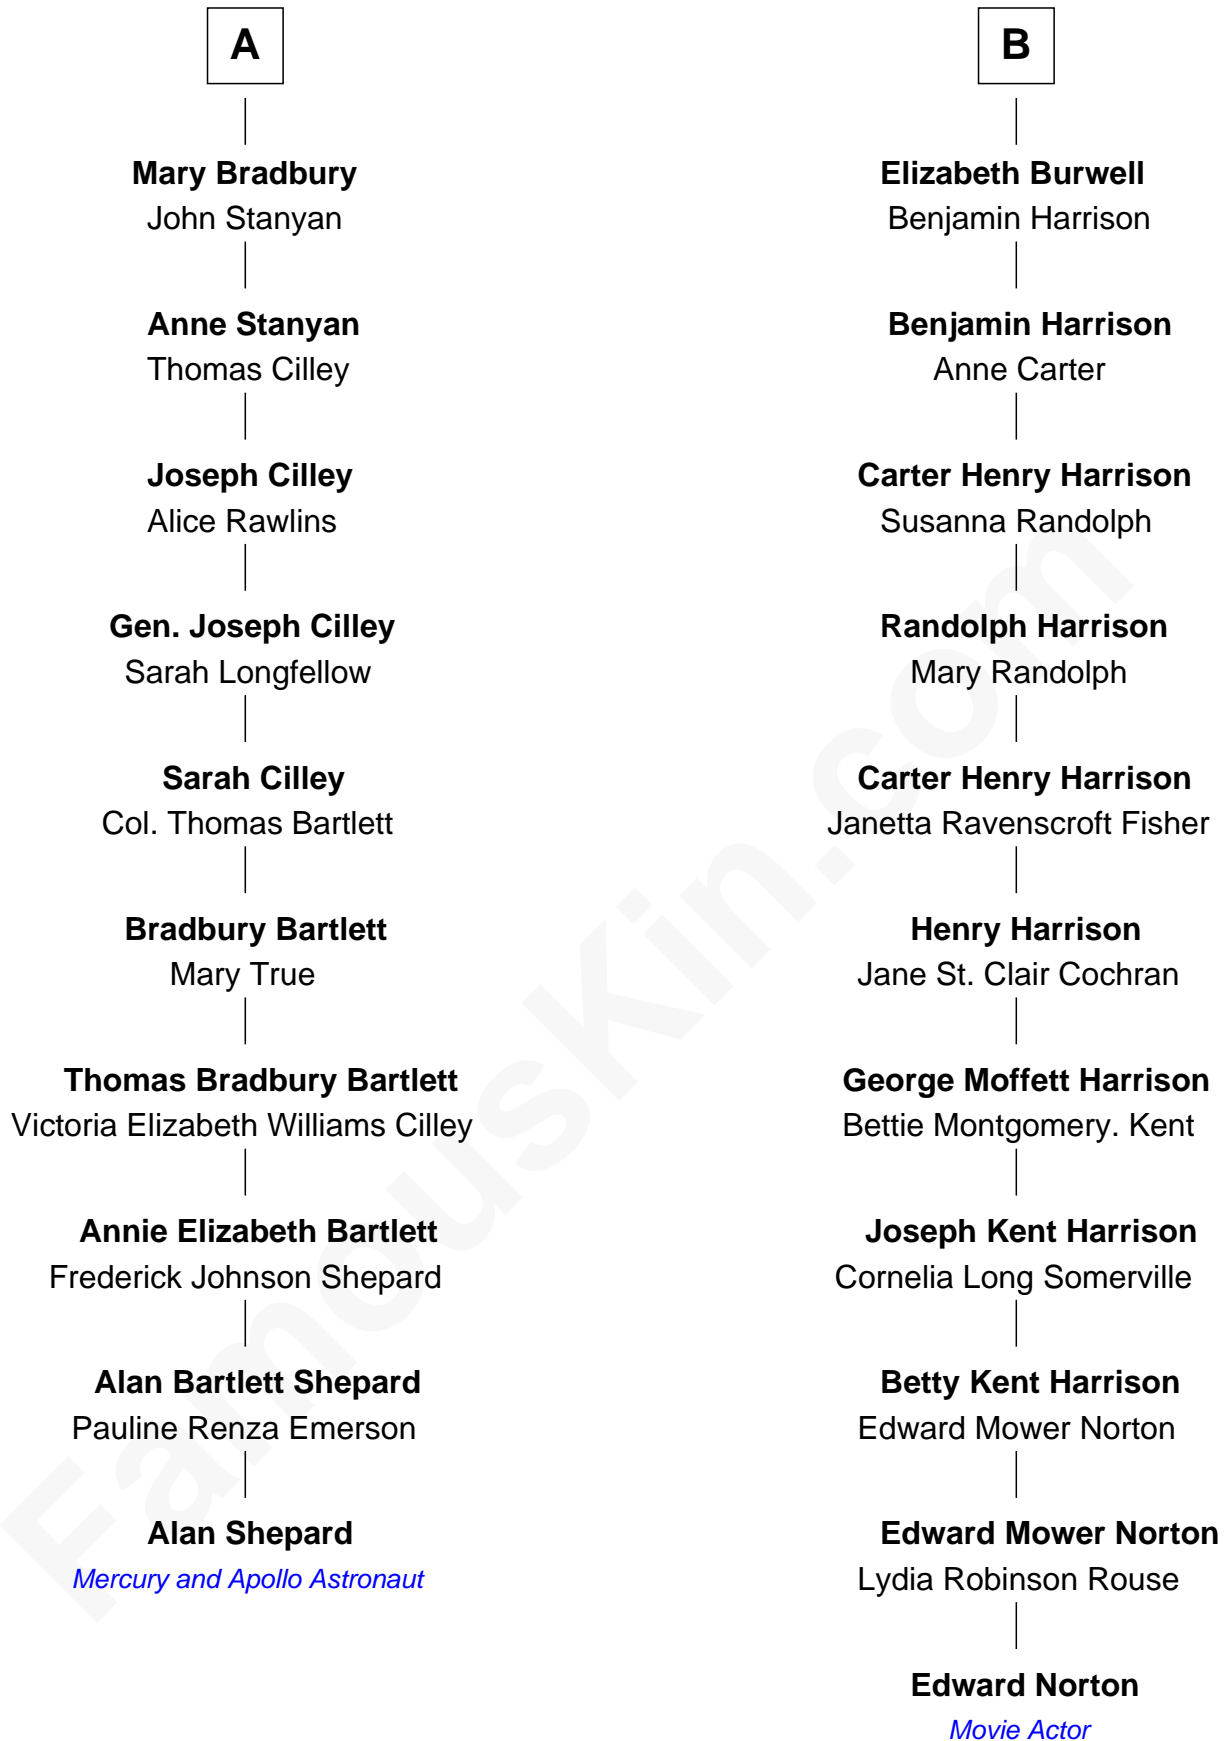 A
Mary Bradbury
John Stanyan
Anne Stanyan
Thomas Cilley
Joseph Cilley
Alice Rawlins
Gen. Joseph Cilley
Sarah Longfellow
Sarah Cilley
Col. Thomas Bartlett
Bradbury Bartlett
Mary True
Thomas Bradbury Bartlett
Victoria Elizabeth Williams Cilley
Annie Elizabeth Bartlett
Frederick Johnson Shepard
Alan Bartlett Shepard
Pauline Renza Emerson
Alan Shepard
Mercury and Apollo Astronaut
B
Elizabeth Burwell
Benjamin Harrison
Benjamin Harrison
Anne Carter
Carter Henry Harrison
Susanna Randolph
Randolph Harrison
Mary Randolph
Carter Henry Harrison
Janetta Ravenscroft Fisher
Henry Harrison
Jane St. Clair Cochran
George Moffett Harrison
Bettie Montgomery. Kent
Joseph Kent Harrison
Cornelia Long Somerville
Betty Kent Harrison
Edward Mower Norton
Edward Mower Norton
Lydia Robinson Rouse
Edward Norton
Movie Actor
FamousKin.com